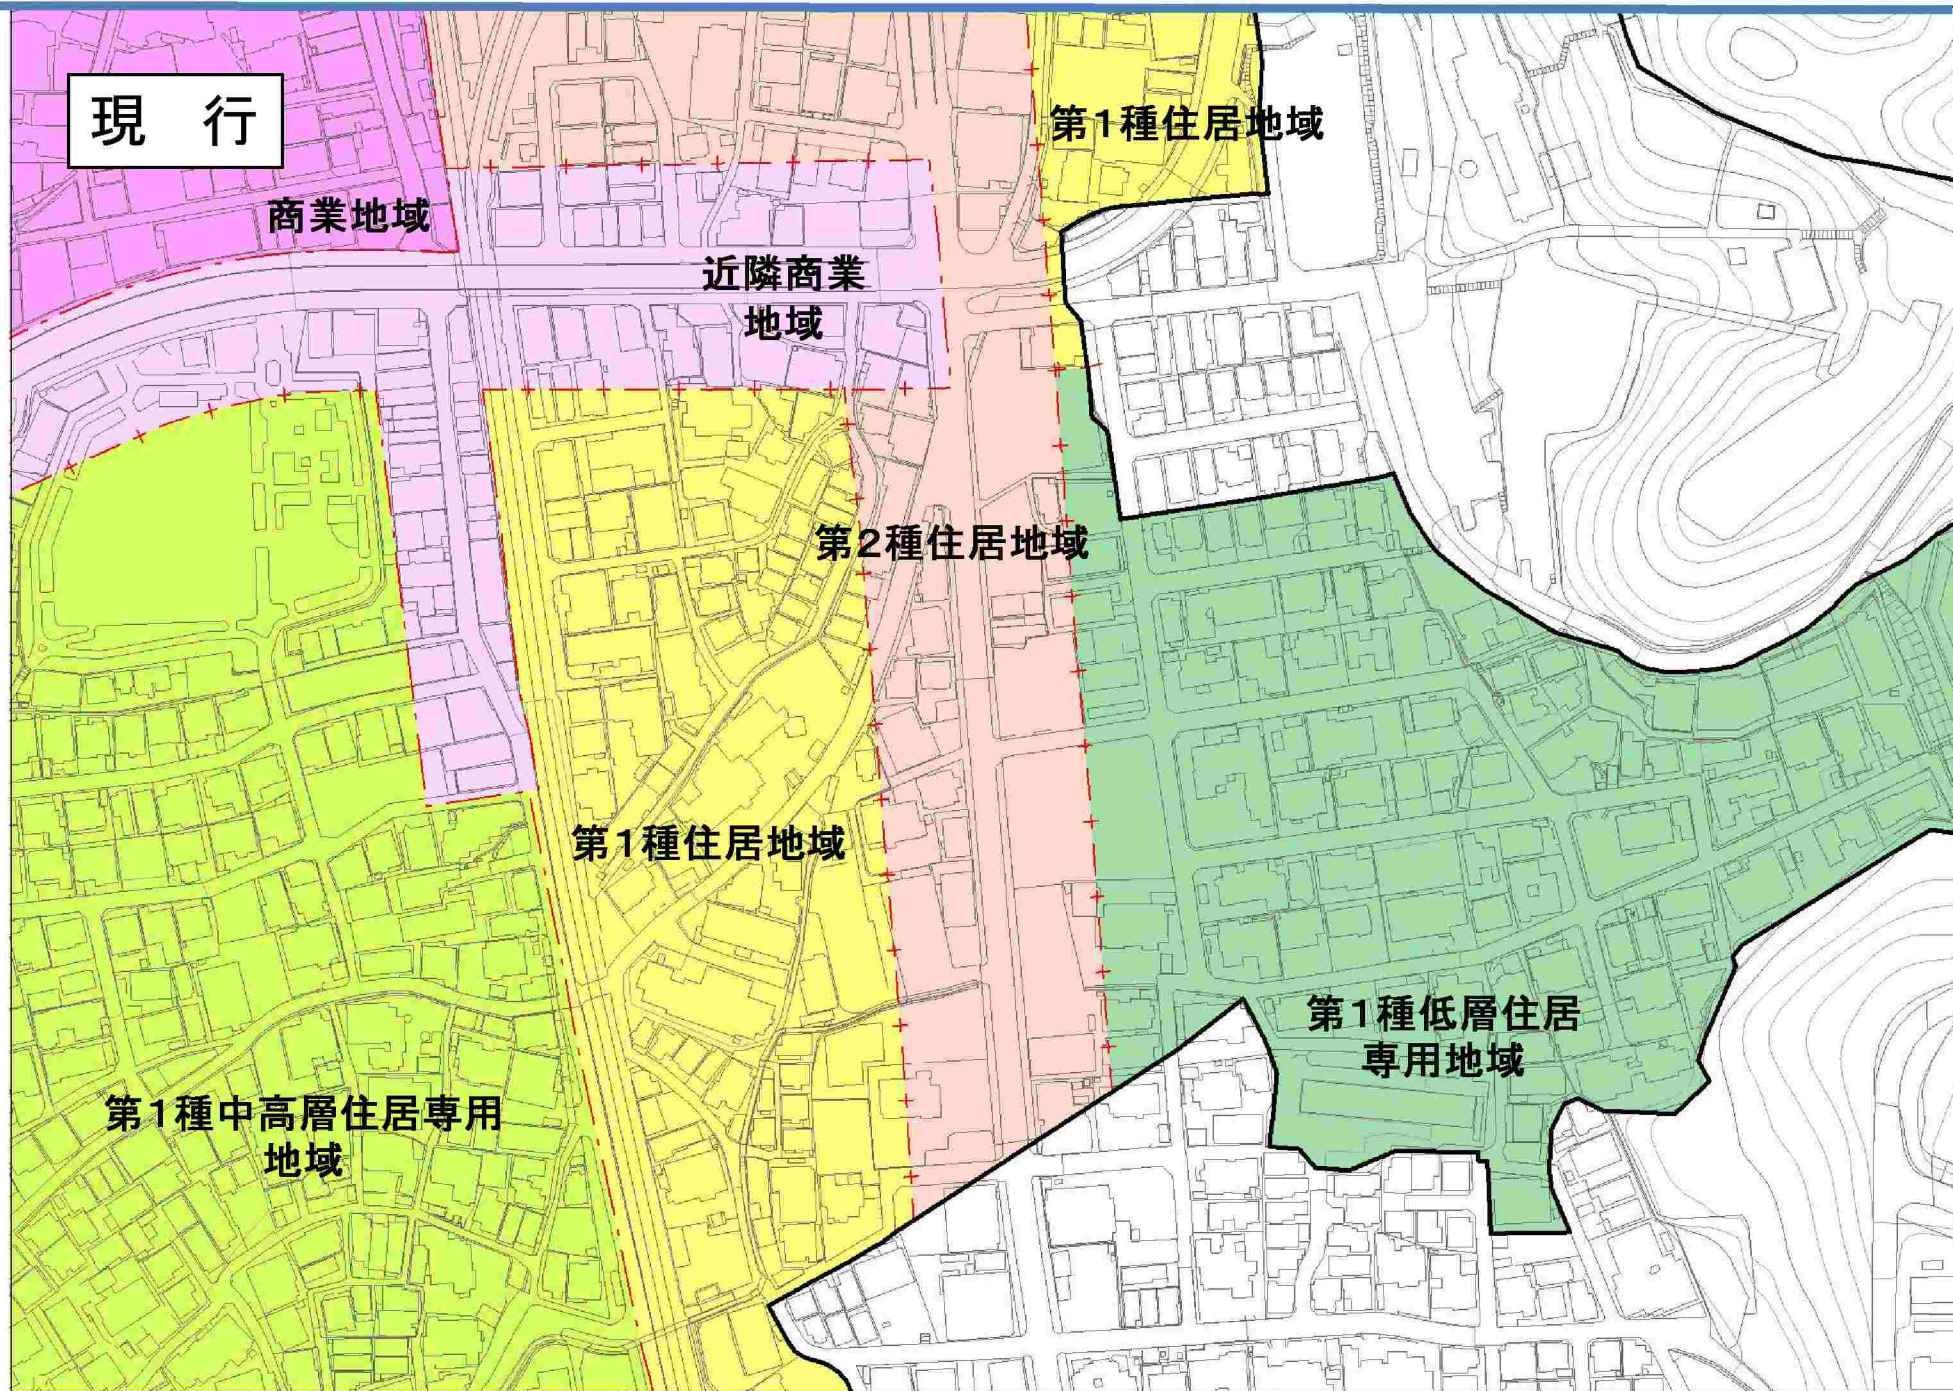 現 行
第1種住居地域
商業地域
近隣商業
地域
第2種住居地域
第1種住居地域
第1種低層住居
専用地域
第1種中高層住居専用
地域